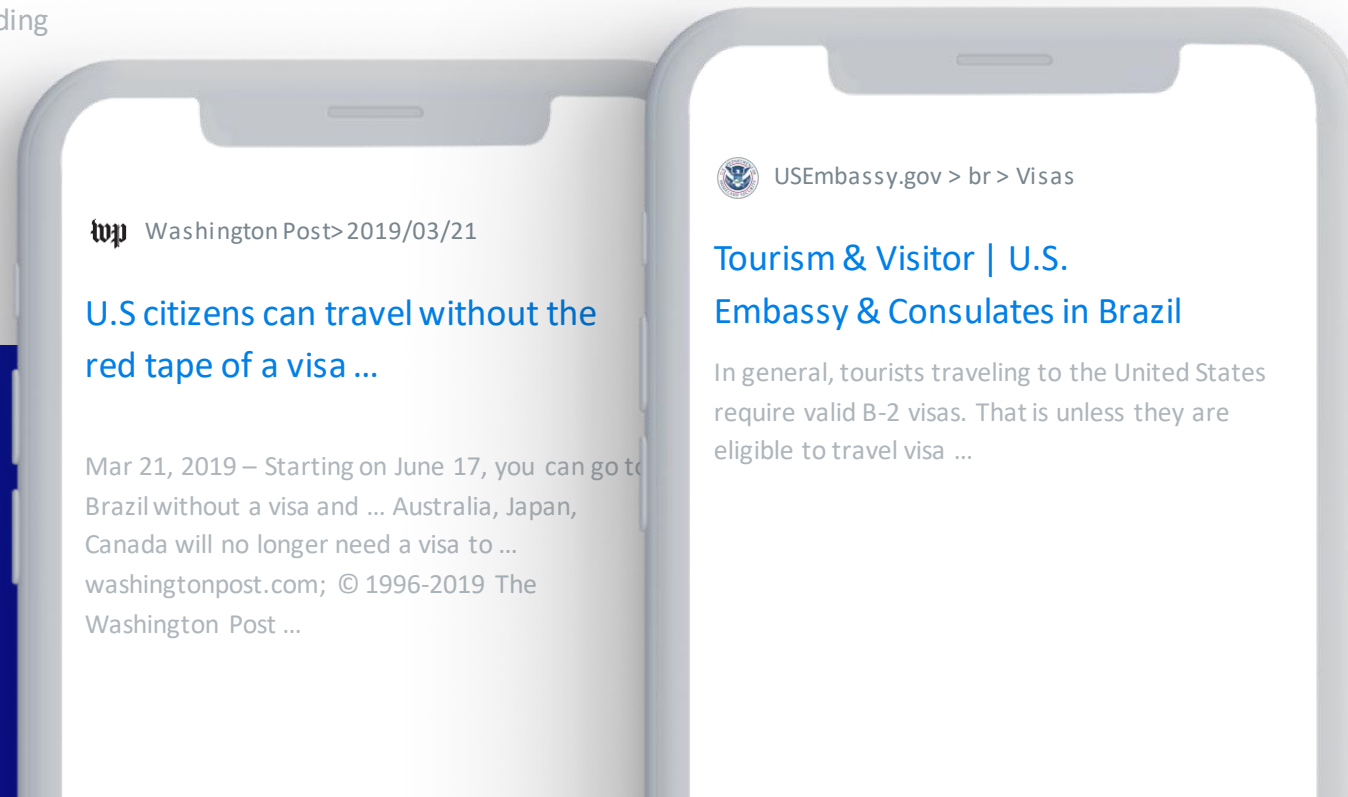 ding
wp Washington Post> 2019/03/21
U.S citizens can travel without the
red tape of a visa ...
Mar 21, 2019 – Starting on June 17, you can go to
Brazil without a visa and ... Australia, Japan,
Canada will no longer need a visa to ...
washingtonpost.com; © 1996-2019 The
Washington Post ...
USEmbassy.gov > br > Visas
Tourism & Visitor | U.S.
Embassy & Consulates in Brazil
In general, tourists traveling to the United States
require valid B-2 visas. That is unless they are
eligible to travel visa ...